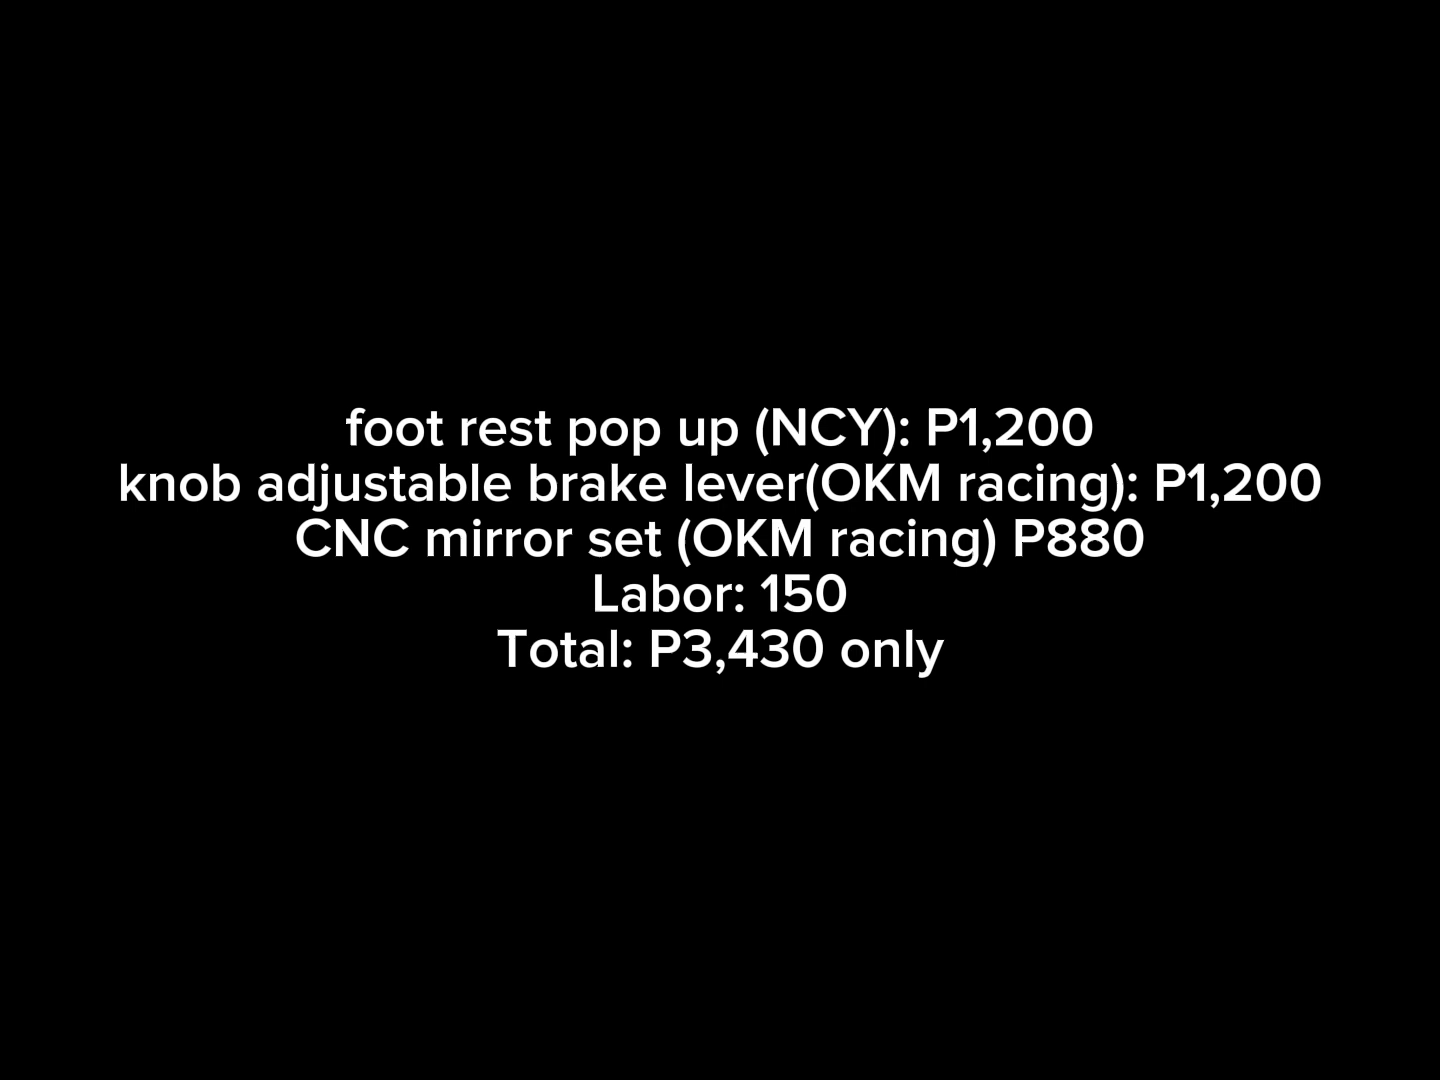 foot rest pop up (NCY): P1,200
knob adjustable brake lever(OKM racing): P1,200
CNC mirror set (OKM racing) P880
Labor: 150
Total: P3,430 only